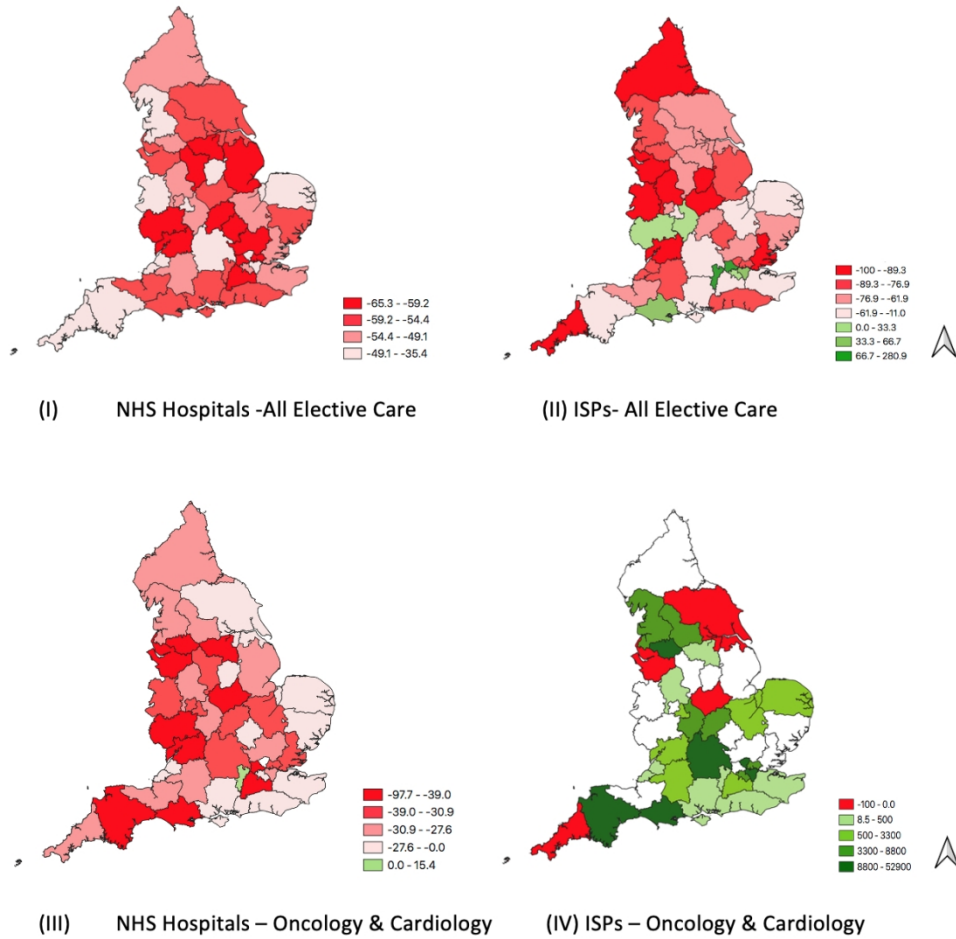 -65.3 - -59.2
-59.2 - -54.4
-54.4 - -49.1
-49.1 - -35.4
-100 - -89.3
-89.3 - -76.9
-76.9 - -61.9
-61.9 - -11.0
0.0 - 33.3
33.3 - 66.7
66.7 - 280.9
(I) NHS Hospitals -All Elective Care
(II) ISPs- All Elective Care
-97.7 - -39.0
-39.0 - -30.9
-30.9 - -27.6
-27.6 - -0.0
0.0 - 15.4
-100 - 0.0
8.5 - 500
500 - 3300
3300 - 8800
8800 - 52900
(III) NHS Hospitals – Oncology & Cardiology
(IV) ISPs – Oncology & Cardiology